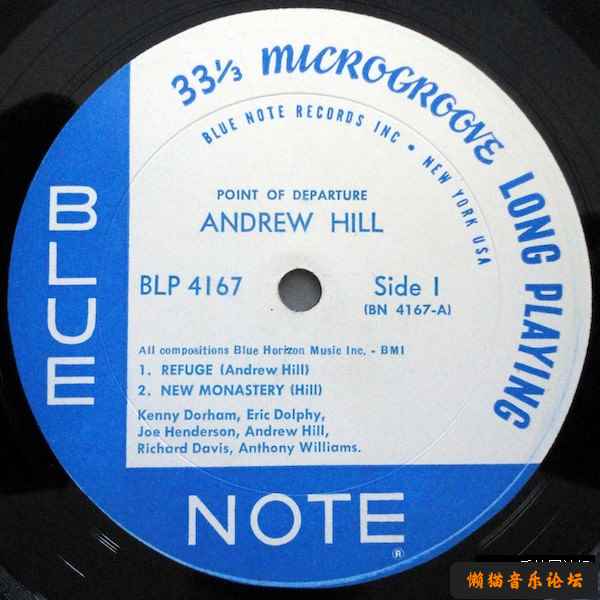 33⅓ MICROGROOVE LONG PLAYING
BLUE NOTE RECORDS INC • NEW YORK USA
POINT OF DEPARTURE
ANDREW HILL
BLP 4167
Side 1
(BN 4167-A)
All compositions Blue Horizon Music Inc. - BMI
1. REFUGE (Andrew Hill)
2. NEW MONASTERY (Hill)
Kenny Dorham, Eric Dolphy,
Joe Henderson, Andrew Hill,
Richard Davis, Anthony Williams.
BLUE
NOTE
®
懒猫音乐论坛